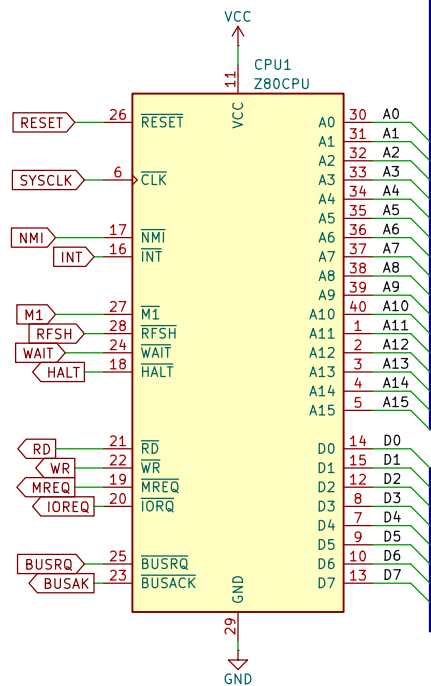 VCC
CPU1
Z80CPU
11
VCC
RESET 26 RESET A0 30 A0
A1 31 A1
A2 32 A2
SYSCLK 6 CLK A3 33 A3
A4 34 A4
A5 35 A5
NMI 17 NMI A6 36 A6
INT 16 INT A7 37 A7
A8 38 A8
A9 39 A9
M1 27 M1 A10 40 A10
RFSH 28 RFSH A11 1 A11
WAIT 24 WAIT A12 2 A12
HALT 18 HALT A13 3 A13
A14 4 A14
A15 5 A15
RD 21 RD D0 14 D0
WR 22 WR D1 15 D1
MREQ 19 MREQ D2 12 D2
IOREQ 20 IORQ D3 8 D3
D4 7 D4
D5 9 D5
BUSRQ 25 BUSRQ D6 10 D6
BUSAK 23 BUSACK D7 13 D7
GND
29
GND